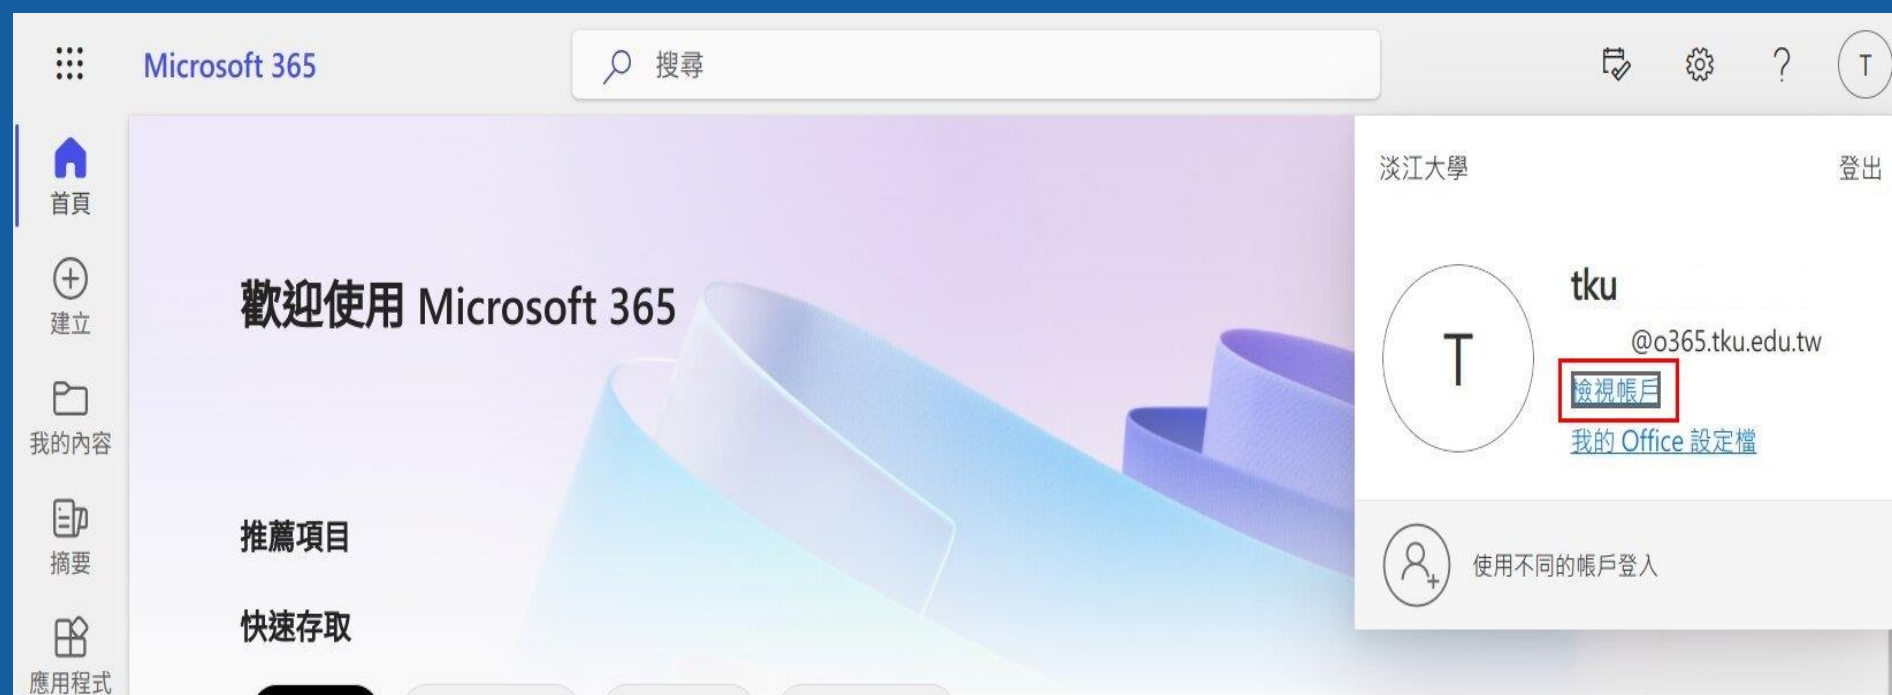 Microsoft 365
搜尋
T
首頁
建立
我的內容
摘要
應用程式
歡迎使用 Microsoft 365
推薦項目
快速存取
淡江大學
登出
T
tku
@o365.tku.edu.tw
檢視帳戶
我的 Office 設定檔
使用不同的帳戶登入